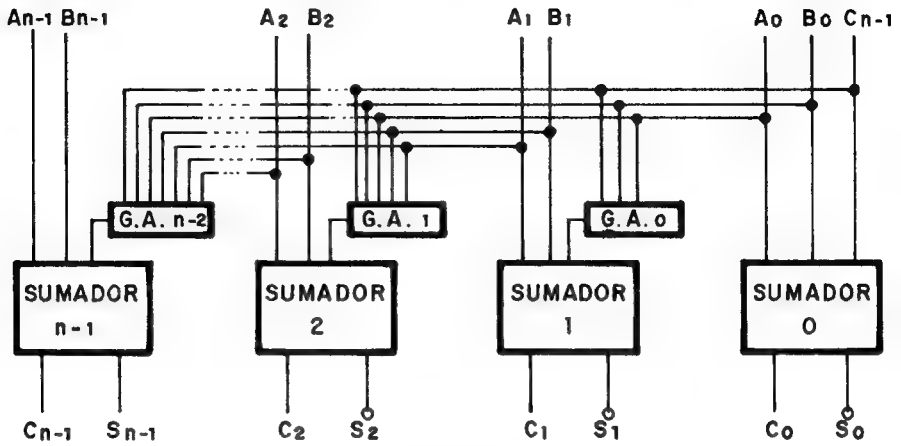 An-1 Bn-1 A2 B2 A1 B1 A0 B0 Cn-1
G.A. n-2 G.A. 1 G.A. 0
SUMADOR n-1
SUMADOR 2
SUMADOR 1
SUMADOR 0
Cn-1 Sn-1 C2 S2 C1 S1 C0 S0